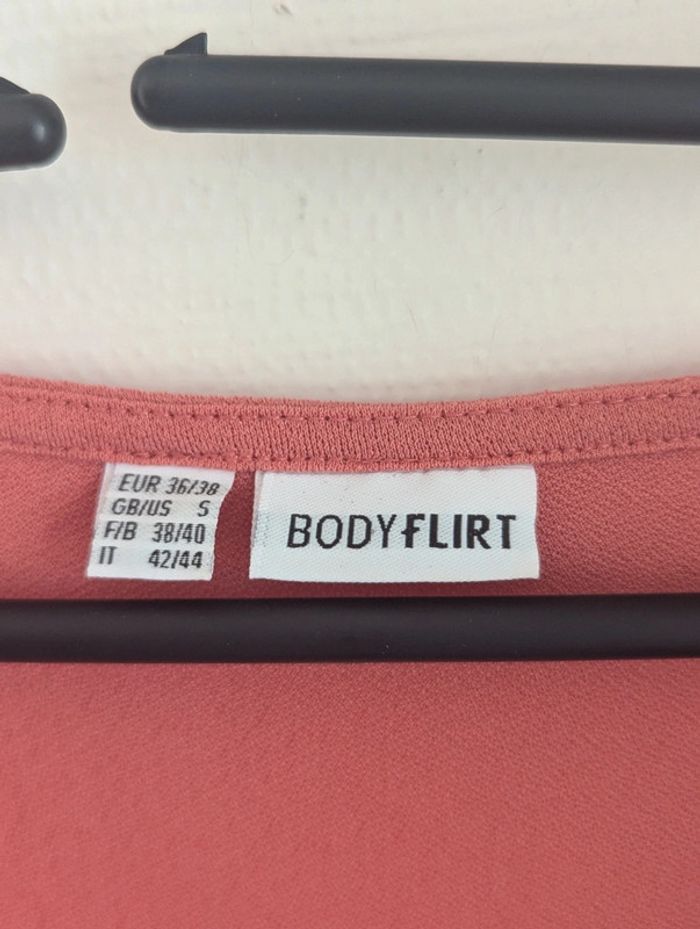 EUR 36/38
GB/US S
F/B 38/40
IT 42/44
BODYFLIRT